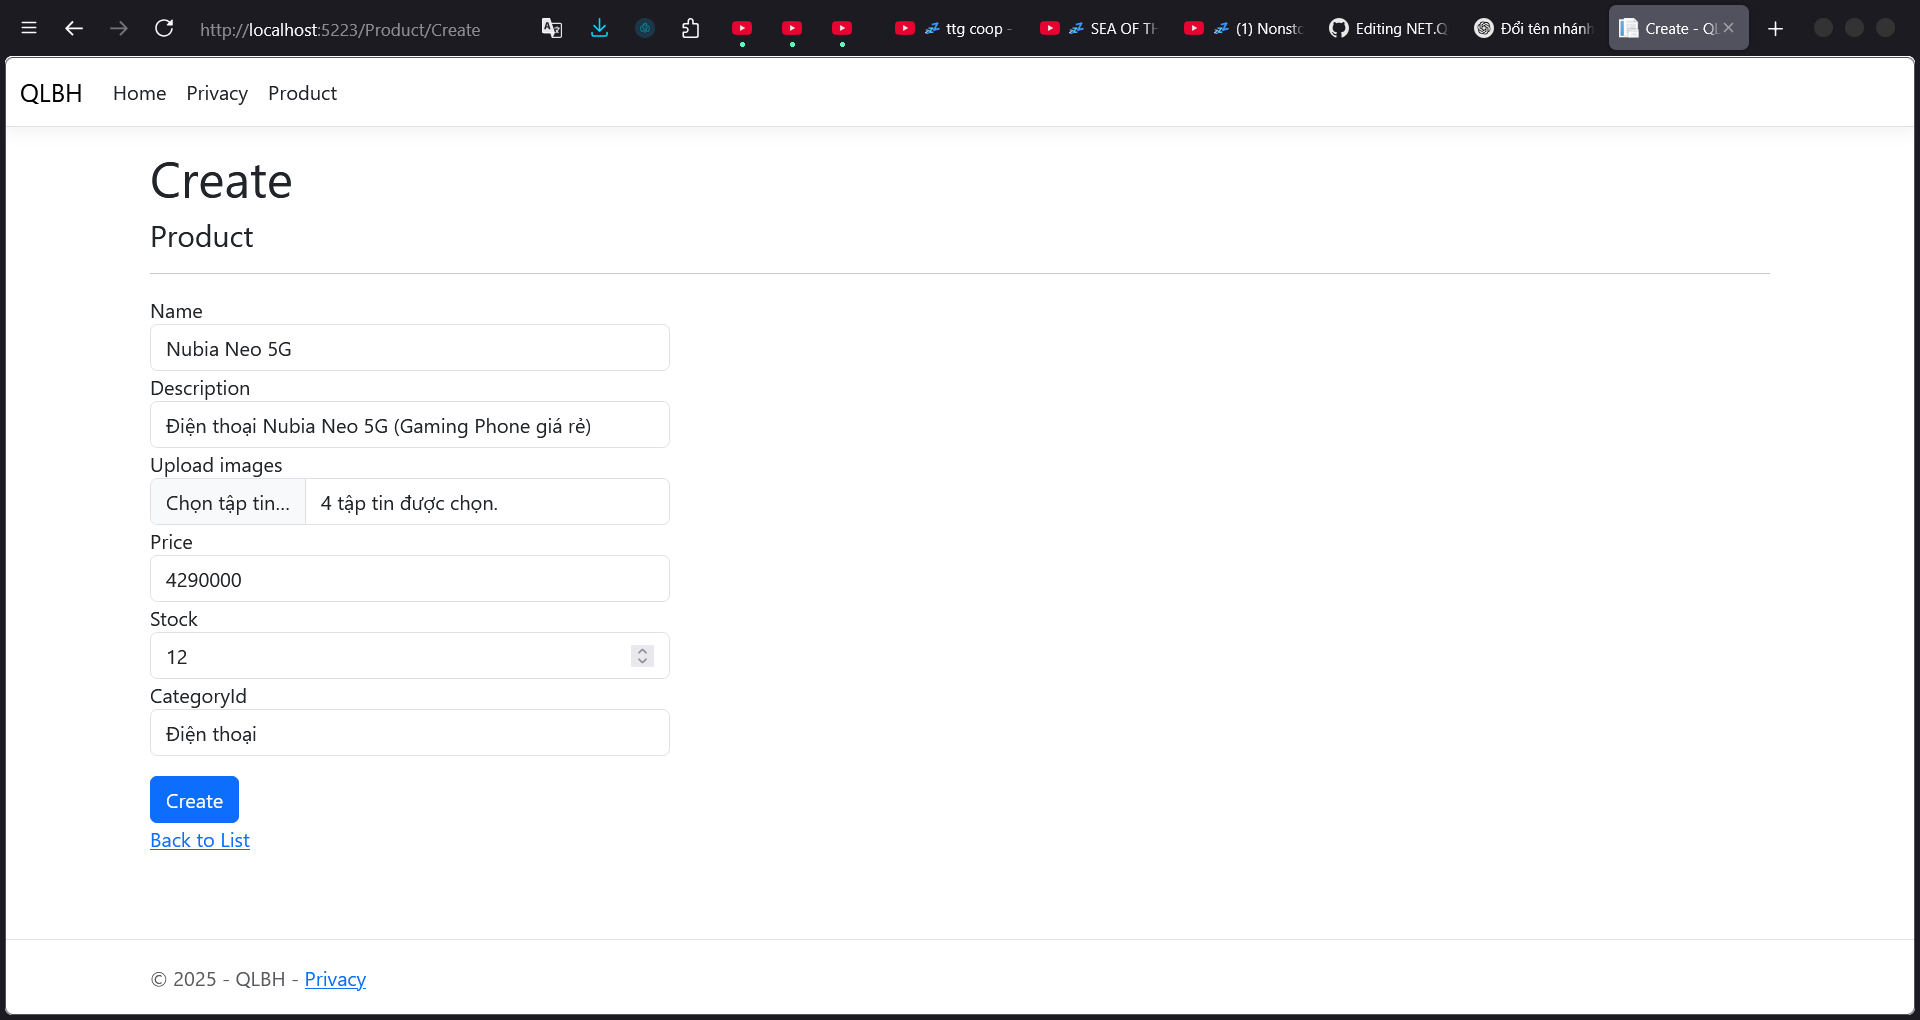 http://localhost:5223/Product/Create
ttg coop -
SEA OF TH
(1) Nonsto
Editing NET.Q
Đổi tên nhánh
Create - QL
QLBH Home Privacy Product
Create
Product
Name
Nubia Neo 5G
Description
Điện thoại Nubia Neo 5G (Gaming Phone giá rẻ)
Upload images
Chọn tập tin... 4 tập tin được chọn.
Price
4290000
Stock
12
CategoryId
Điện thoại
Create
Back to List
© 2025 - QLBH - Privacy